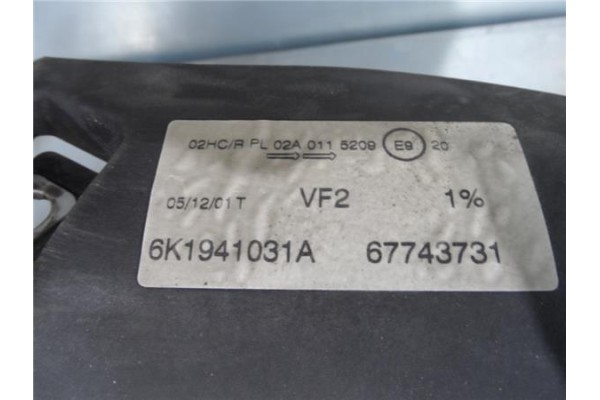 02HC/R PL 02A 011 5209 E9 20
05/12/01 T VF2 1%
6K1941031A 67743731